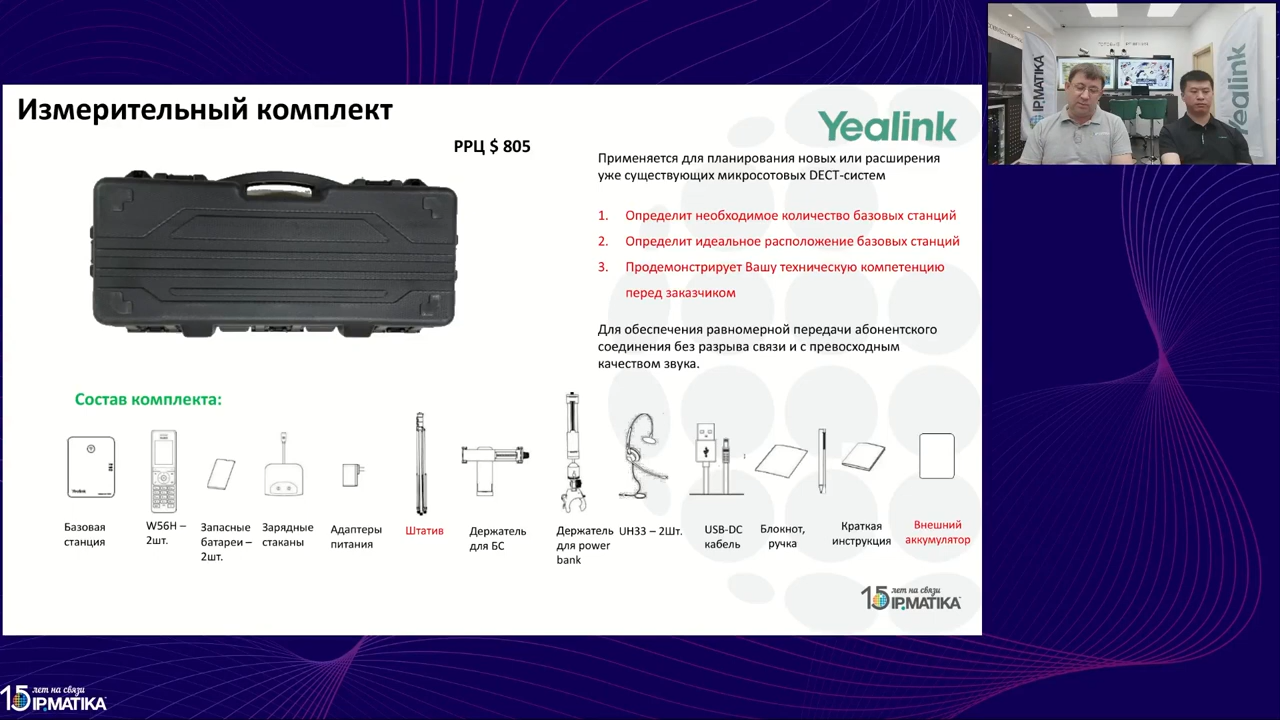 Измерительный комплект
РРЦ $ 805
Yealink
Применяется для планирования новых или расширения
уже существующих микросотовых DECT-систем
1. Определит необходимое количество базовых станций
2. Определит идеальное расположение базовых станций
3. Продемонстрирует Вашу техническую компетенцию
перед заказчиком
Для обеспечения равномерной передачи абонентского
соединения без разрыва связи и с превосходным
качеством звука.
Состав комплекта:
Yealink
Базовая
станция
W56H –
2шт.
Запасные
батареи –
2шт.
Зарядные
стаканы
Адаптеры
питания
Штатив
Держатель
для БС
Держатель
для power
bank
UH33 – 2Шт.
USB-DC
кабель
Блокнот,
ручка
Краткая
инструкция
Внешний
аккумулятор
15 лет на связи
IP.MATIKA
IP.MATIKA
Yealink
15 лет на связи
IP.MATIKA